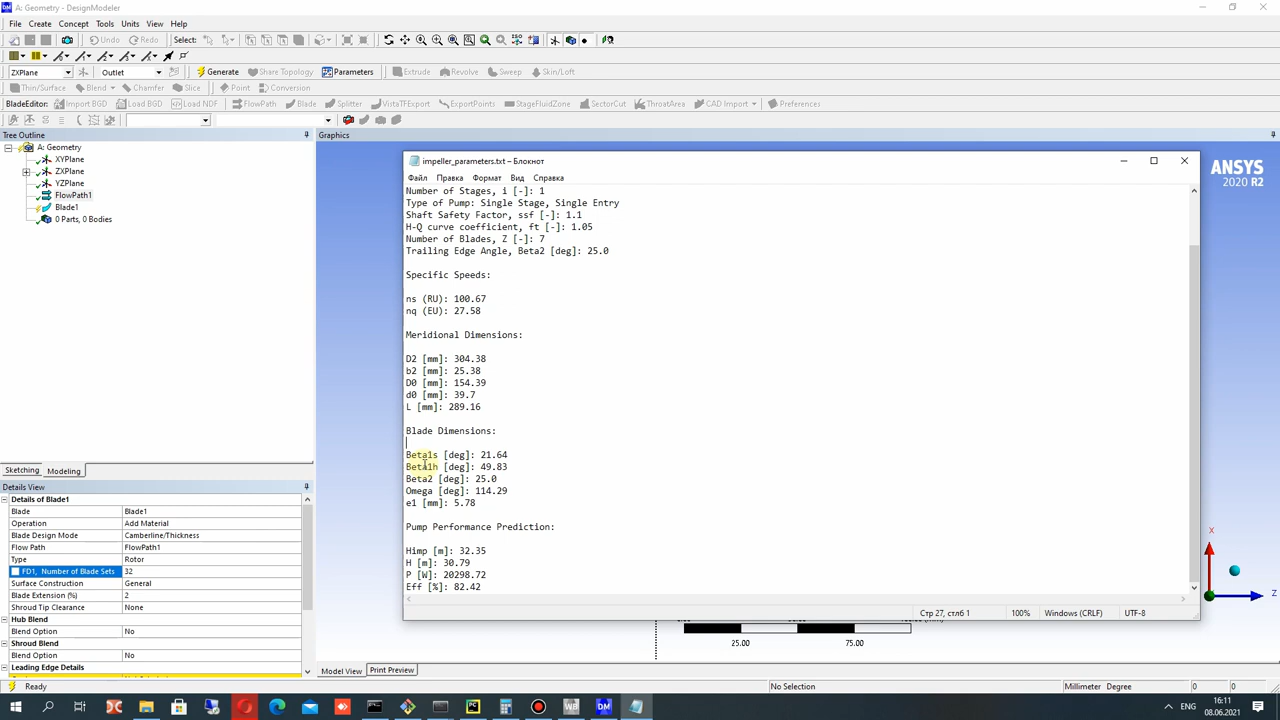 A: Geometry - DesignModeler
File Create Concept Tools Units View Help
Undo Redo Select:
ZXPlane Outlet Generate Share Topology Parameters Extrude Revolve Sweep Skin/Loft
Thin/Surface Blend Chamfer Slice Point Conversion
BladeEditor: Import BGD Load BGD Load NDF FlowPath Blade Splitter VistaTFExport ExportPoints StageFluidZone SectorCut ThroatArea CAD Import Preferences
Tree Outline
Graphics
A: Geometry
XYPlane
ZXPlane
YZPlane
FlowPath1
Blade1
0 Parts, 0 Bodies
ANSYS
2020 R2
impeller_parameters.txt – Блокнот
Файл Правка Формат Вид Справка
Number of Stages, i [-]: 1
Type of Pump: Single Stage, Single Entry
Shaft Safety Factor, ssf [-]: 1.1
H-Q curve coefficient, ft [-]: 1.05
Number of Blades, Z [-]: 7
Trailing Edge Angle, Beta2 [deg]: 25.0
Specific Speeds:
ns (RU): 100.67
nq (EU): 27.58
Meridional Dimensions:
D2 [mm]: 304.38
b2 [mm]: 25.38
D0 [mm]: 154.39
d0 [mm]: 39.7
L [mm]: 289.16
Blade Dimensions:
Beta1s [deg]: 21.64
Beta1h [deg]: 49.83
Beta2 [deg]: 25.0
Omega [deg]: 114.29
e1 [mm]: 5.78
Pump Performance Prediction:
Himp [m]: 32.35
H [m]: 30.79
P [W]: 20298.72
Eff [%]: 82.42
Стр 27, стлб 1 100% Windows (CRLF) UTF-8
Sketching Modeling
Details View
Details of Blade1
Blade Blade1
Operation Add Material
Blade Design Mode Camberline/Thickness
Flow Path FlowPath1
Type Rotor
FD1, Number of Blade Sets 32
Surface Construction General
Blade Extension (%) 2
Shroud Tip Clearance None
Hub Blend
Blend Option No
Shroud Blend
Blend Option No
Leading Edge Details
X
Z
25.00 75.00
Model View Print Preview
Ready No Selection Millimeter Degree 0 0
ENG 16:11
08.06.2021